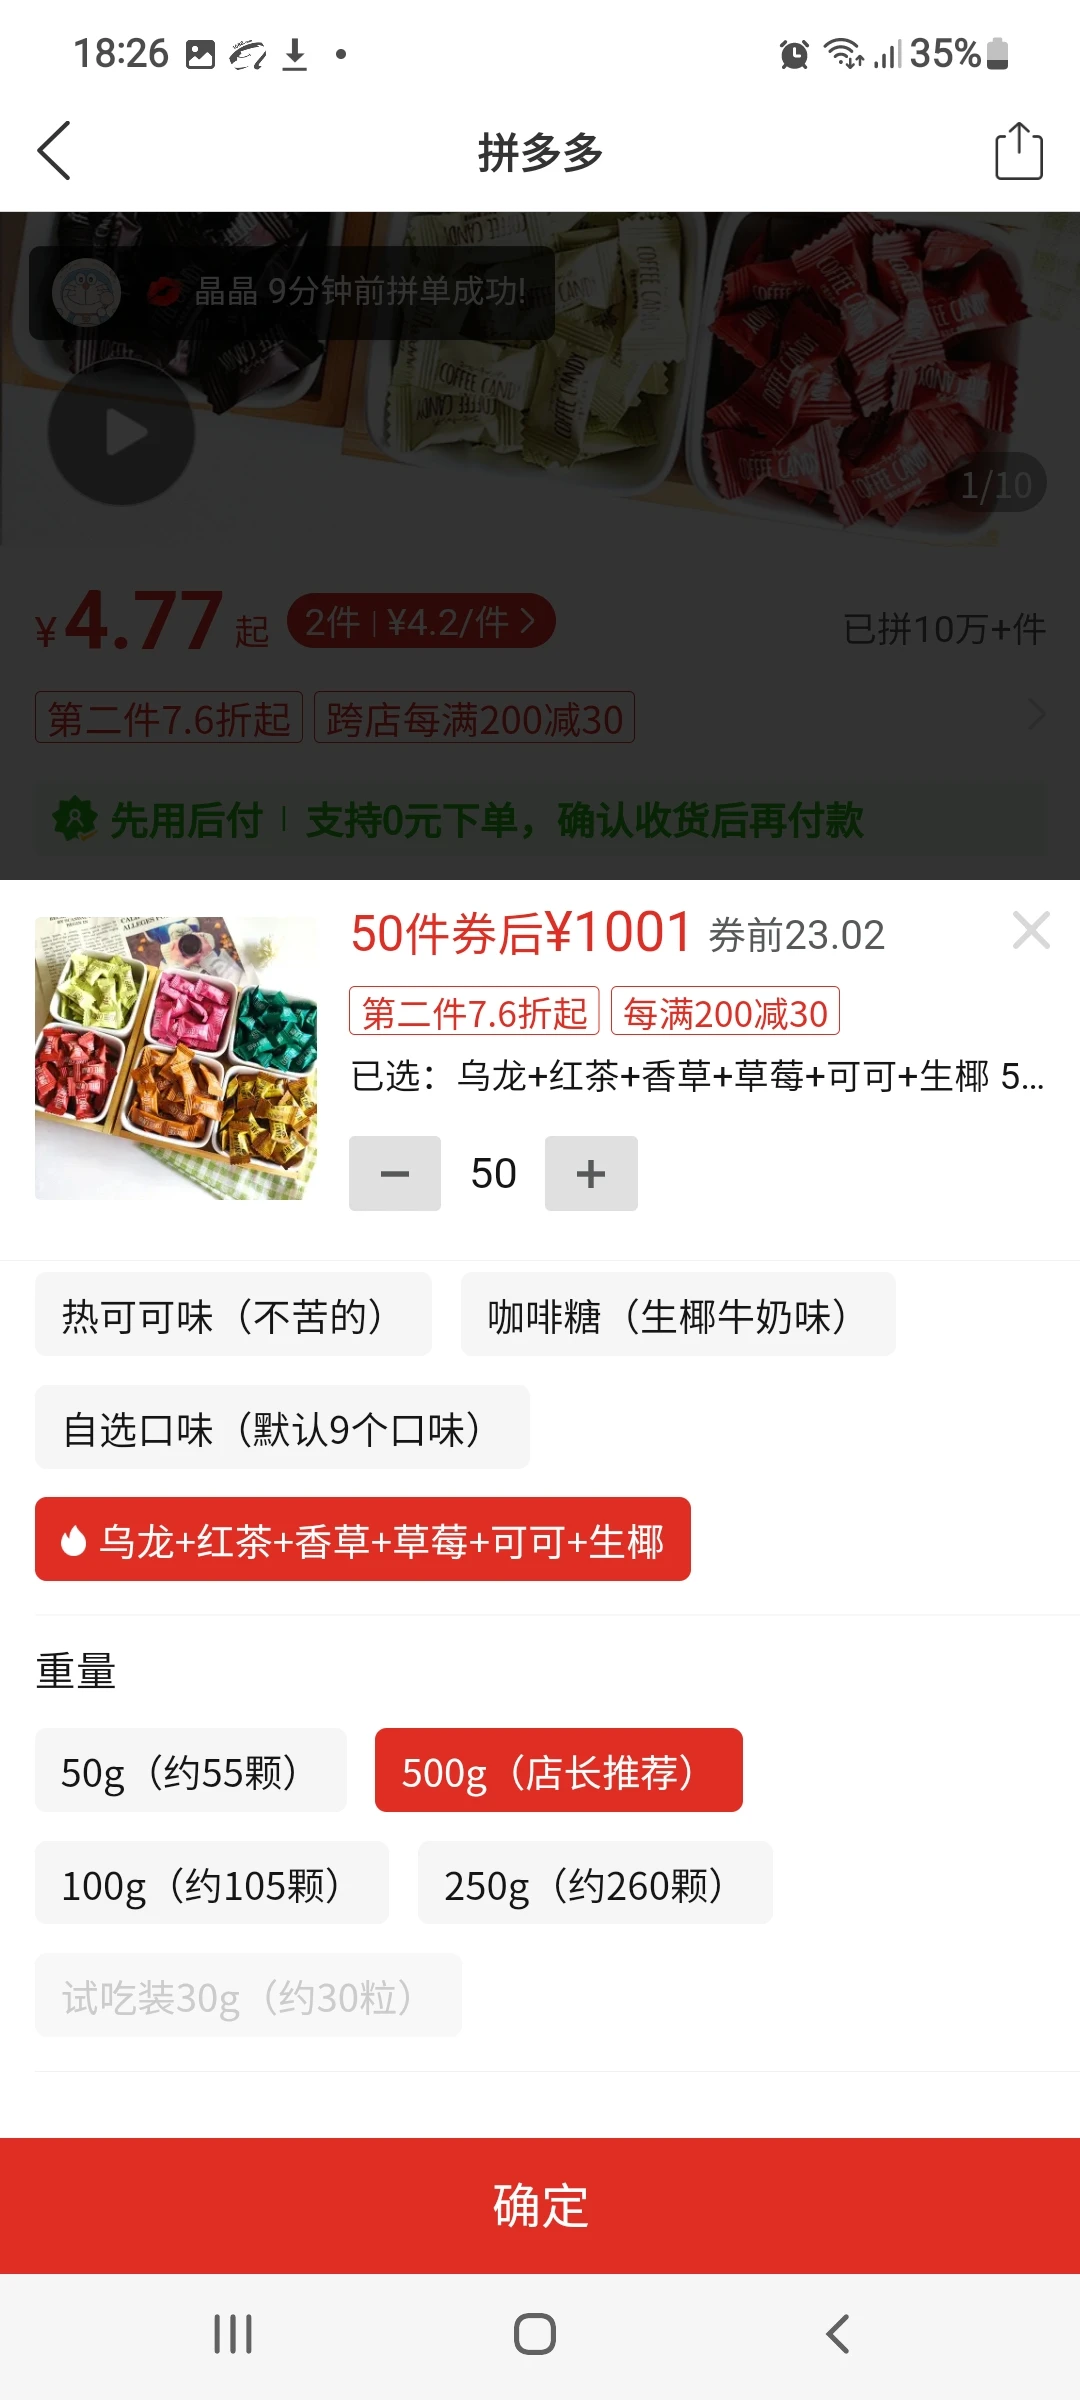 18:26
35%
拼多多
晶晶 9分钟前拼单成功!
COFFEE CANDY
1/10
¥4.77 起
2件 | ¥4.2/件
已拼10万+件
第二件7.6折起 跨店每满200减30
先用后付 | 支持0元下单，确认收货后再付款
50件券后¥1001 券前23.02
第二件7.6折起 每满200减30
已选：乌龙+红茶+香草+草莓+可可+生椰 5...
− 50 +
热可可味（不苦的） 咖啡糖（生椰牛奶味）
自选口味（默认9个口味）
乌龙+红茶+香草+草莓+可可+生椰
重量
50g（约55颗） 500g（店长推荐）
100g（约105颗） 250g（约260颗）
试吃装30g（约30粒）
确定